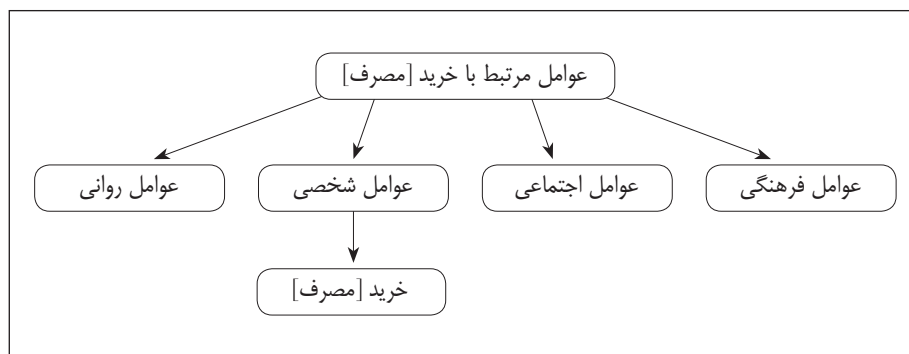 عوامل مرتبط با خرید [مصرف]
عوامل فرهنگی
عوامل اجتماعی
عوامل شخصی
عوامل روانی
خرید [مصرف]